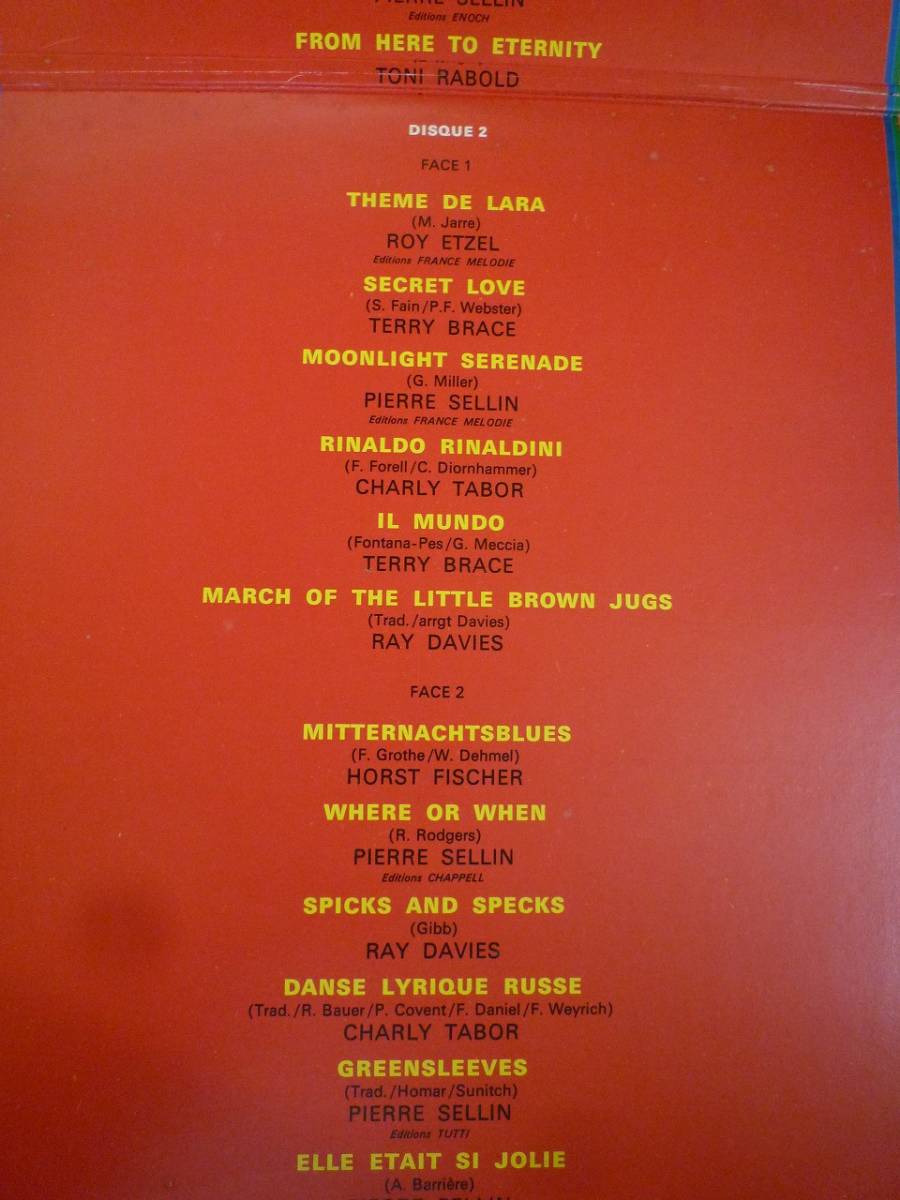 PIERRE SELLIN
Editions ENOCH
FROM HERE TO ETERNITY
TONI RABOLD
DISQUE 2
FACE 1
THEME DE LARA
(M. Jarre)
ROY ETZEL
Editions FRANCE MELODIE
SECRET LOVE
(S. Fain/P.F. Webster)
TERRY BRACE
MOONLIGHT SERENADE
(G. Miller)
PIERRE SELLIN
Editions FRANCE MELODIE
RINALDO RINALDINI
(F. Forell/C. Diornhammer)
CHARLY TABOR
IL MUNDO
(Fontana-Pes/G. Meccia)
TERRY BRACE
MARCH OF THE LITTLE BROWN JUGS
(Trad./arrgt Davies)
RAY DAVIES
FACE 2
MITTERNACHTSBLUES
(F. Grothe/W. Dehmel)
HORST FISCHER
WHERE OR WHEN
(R. Rodgers)
PIERRE SELLIN
Editions CHAPPELL
SPICKS AND SPECKS
(Gibb)
RAY DAVIES
DANSE LYRIQUE RUSSE
(Trad./R. Bauer/P. Covent/F. Daniel/F. Weyrich)
CHARLY TABOR
GREENSLEEVES
(Trad./Homar/Sunitch)
PIERRE SELLIN
Editions TUTTI
ELLE ETAIT SI JOLIE
(A. Barrière)